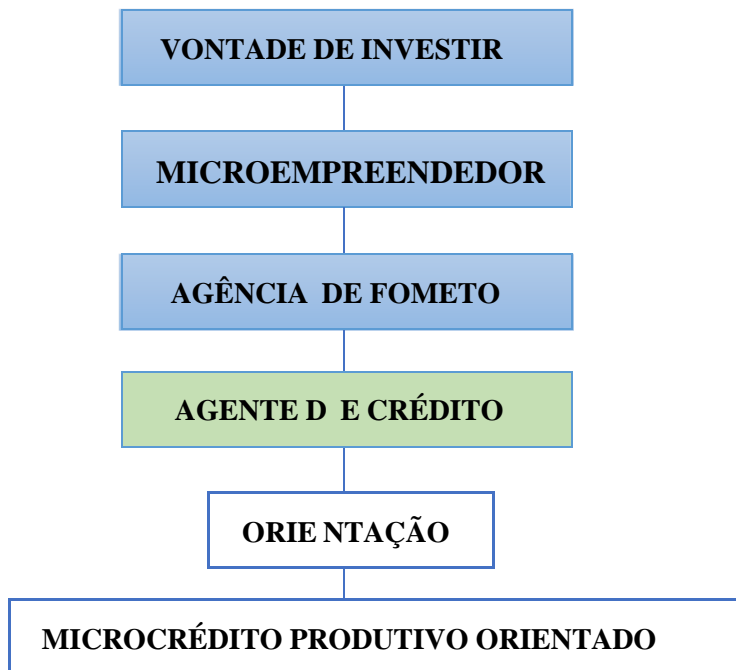 VONTADE DE INVESTIR
MICROEMPREENDEDOR
AGÊNCIA DE FOMETO
AGENTE D E CRÉDITO
ORIE NTAÇÃO
MICROCRÉDITO PRODUTIVO ORIENTADO